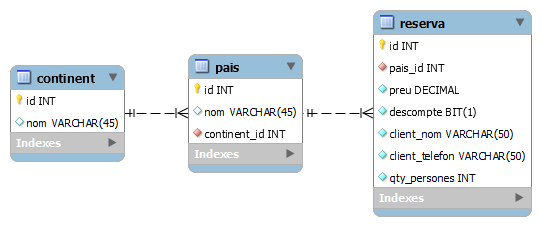 continent
id INT
nom VARCHAR(45)
Indexes
pais
id INT
nom VARCHAR(45)
continent_id INT
Indexes
reserva
id INT
pais_id INT
preu DECIMAL
descompte BIT(1)
client_nom VARCHAR(50)
client_telefon VARCHAR(50)
qty_persones INT
Indexes